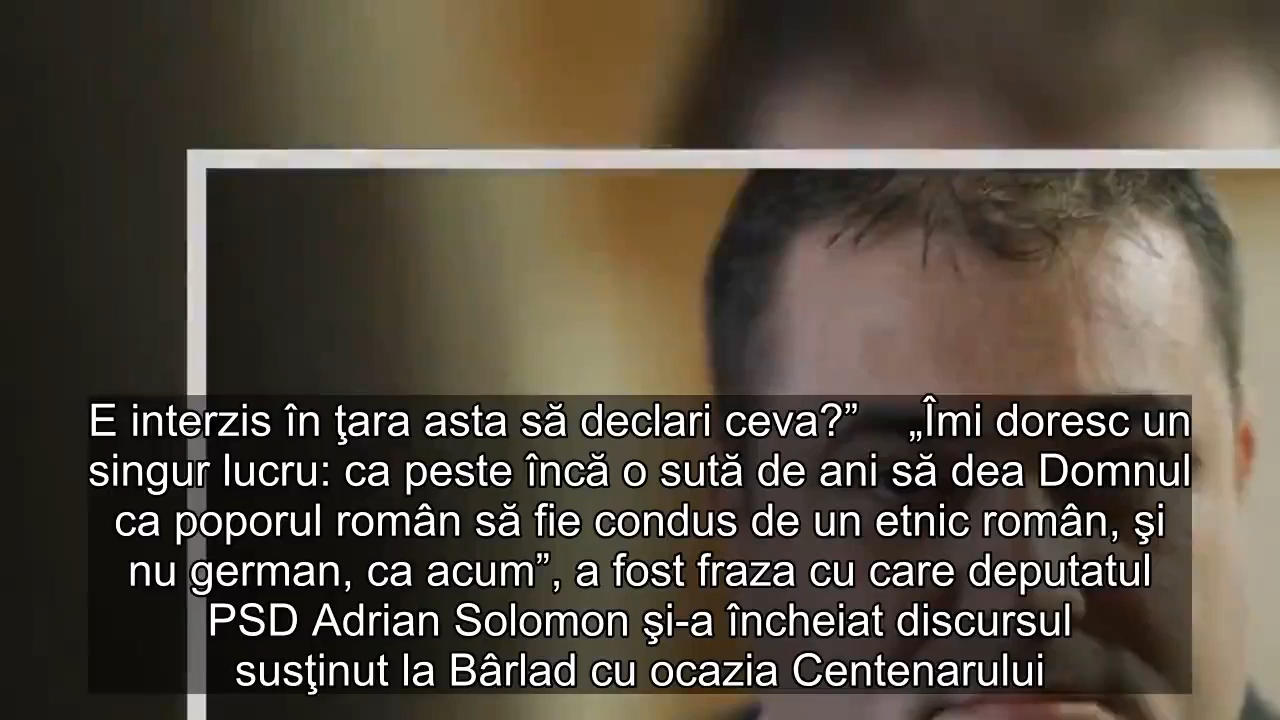 E interzis în ţara asta să declari ceva?” „Îmi doresc un
singur lucru: ca peste încă o sută de ani să dea Domnul
ca poporul român să fie condus de un etnic român, şi
nu german, ca acum”, a fost fraza cu care deputatul
PSD Adrian Solomon şi-a încheiat discursul
susţinut la Bârlad cu ocazia Centenarului